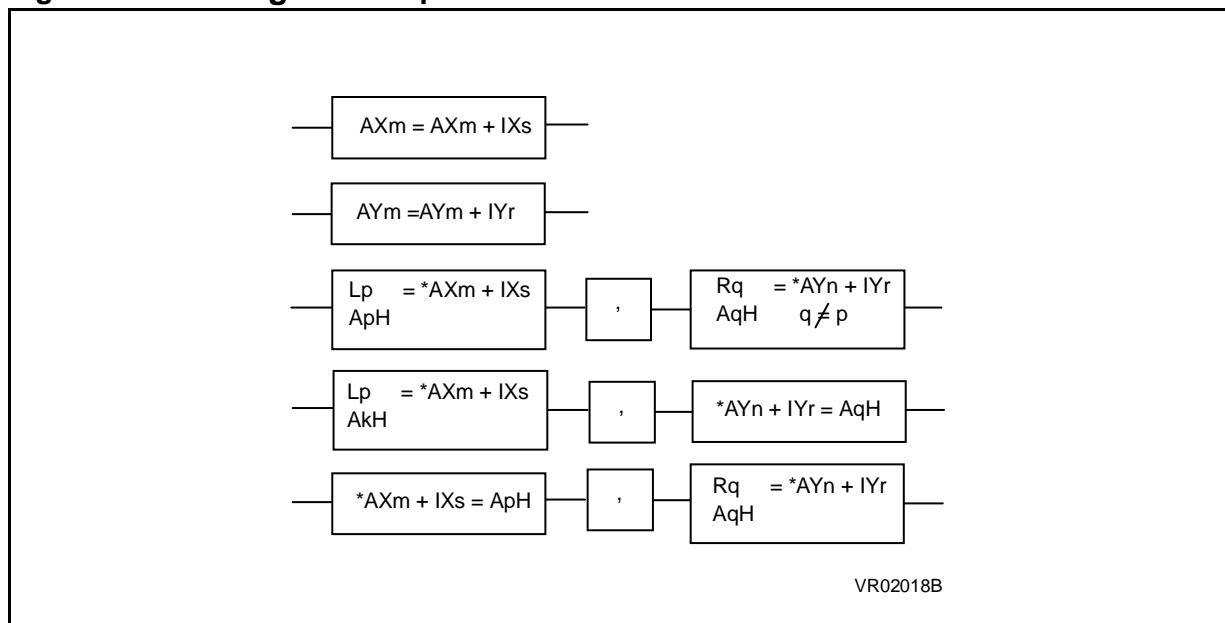 AXm = AXm + IXs
AYm =AYm + IYr
Lp = *AXm + IXs , Rq = *AYn + IYr
ApH AqH q ≠ p
Lp = *AXm + IXs , *AYn + IYr = AqH
AkH
*AXm + IXs = ApH , Rq = *AYn + IYr
AqH
VR02018B